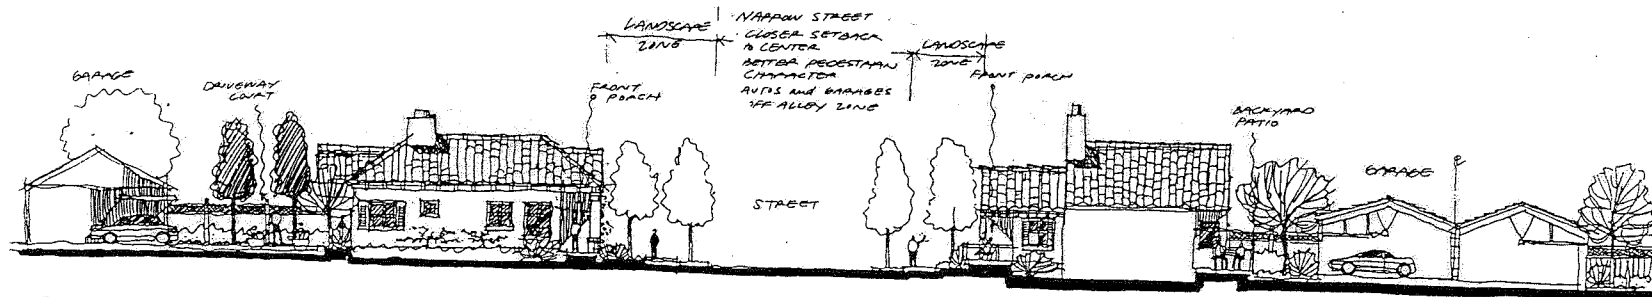 GARAGE
DRIVEWAY
COURT
FRONT
PORCH
LANDSCAPE
ZONE
NARROW STREET
CLOSER SETBACK
TO CENTER
BETTER PEDESTRIAN
CHARACTER
AUTOS and GARAGES
OFF ALLEY ZONE
LANDSCAPE
ZONE
FRONT PORCH
STREET
BACKYARD
PATIO
GARAGE